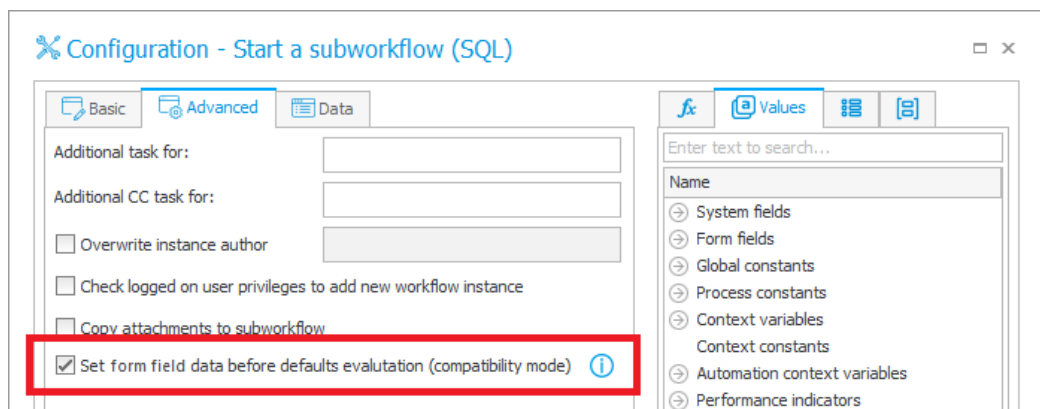 Configuration - Start a subworkflow (SQL)
Basic
Advanced
Data
fx
Values
Additional task for:
Enter text to search...
Additional CC task for:
Name
System fields
Overwrite instance author
Form fields
Global constants
Check logged on user privileges to add new workflow instance
Process constants
Copy attachments to subworkflow
Context variables
Context constants
Set form field data before defaults evalutation (compatibility mode)
Automation context variables
Performance indicators